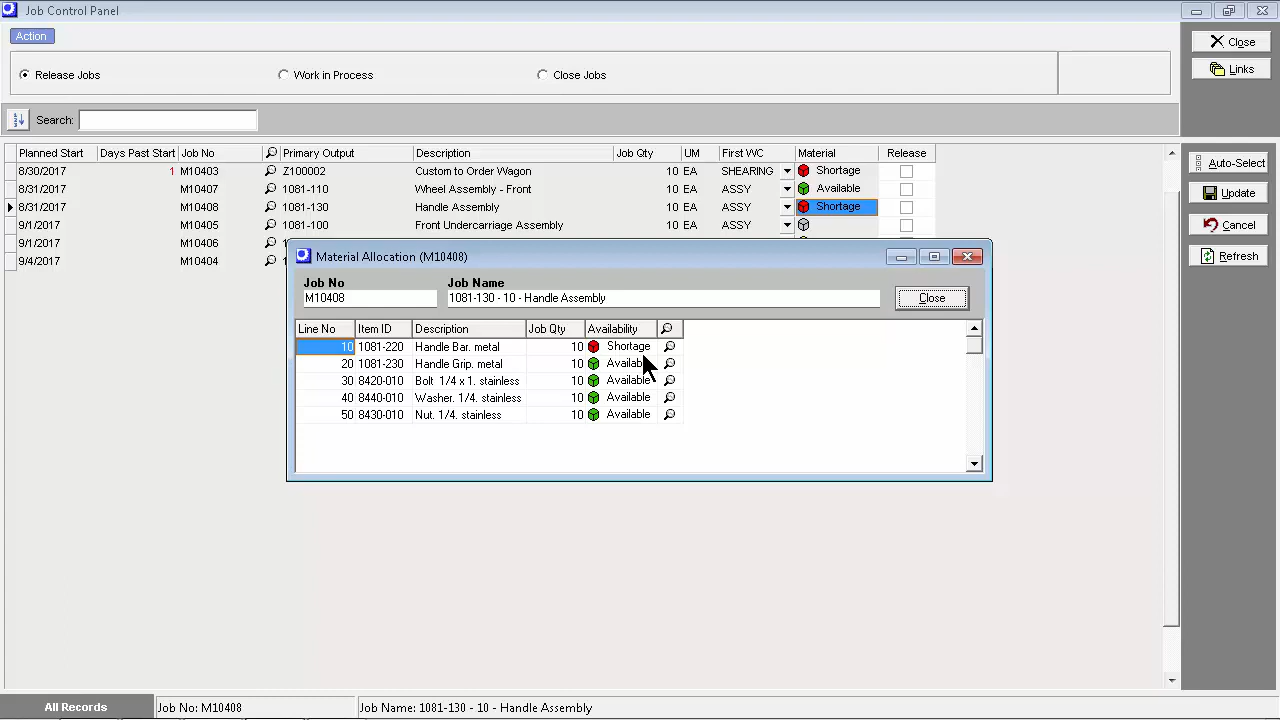 Job Control Panel
Action
Release Jobs Work in Process Close Jobs
Close
Links
Search:
Planned Start Days Past Start Job No Primary Output Description Job Qty UM First WC Material Release
8/30/2017 1 M10403 Z100002 Custom to Order Wagon 10 EA SHEARING Shortage
8/31/2017 M10407 1081-110 Wheel Assembly - Front 10 EA ASSY Available
8/31/2017 M10408 1081-130 Handle Assembly 10 EA ASSY Shortage
9/1/2017 M10405 1081-100 Front Undercarriage Assembly 10 EA ASSY
9/1/2017 M10406
9/4/2017 M10404
Auto-Select
Update
Cancel
Refresh
Material Allocation (M10408)
Job No Job Name
M10408 1081-130 - 10 - Handle Assembly
Close
Line No Item ID Description Job Qty Availability
10 1081-220 Handle Bar. metal 10 Shortage
20 1081-230 Handle Grip. metal 10 Available
30 8420-010 Bolt 1/4 x 1. stainless 10 Available
40 8440-010 Washer. 1/4. stainless 10 Available
50 8430-010 Nut. 1/4. stainless 10 Available
All Records Job No: M10408 Job Name: 1081-130 - 10 - Handle Assembly